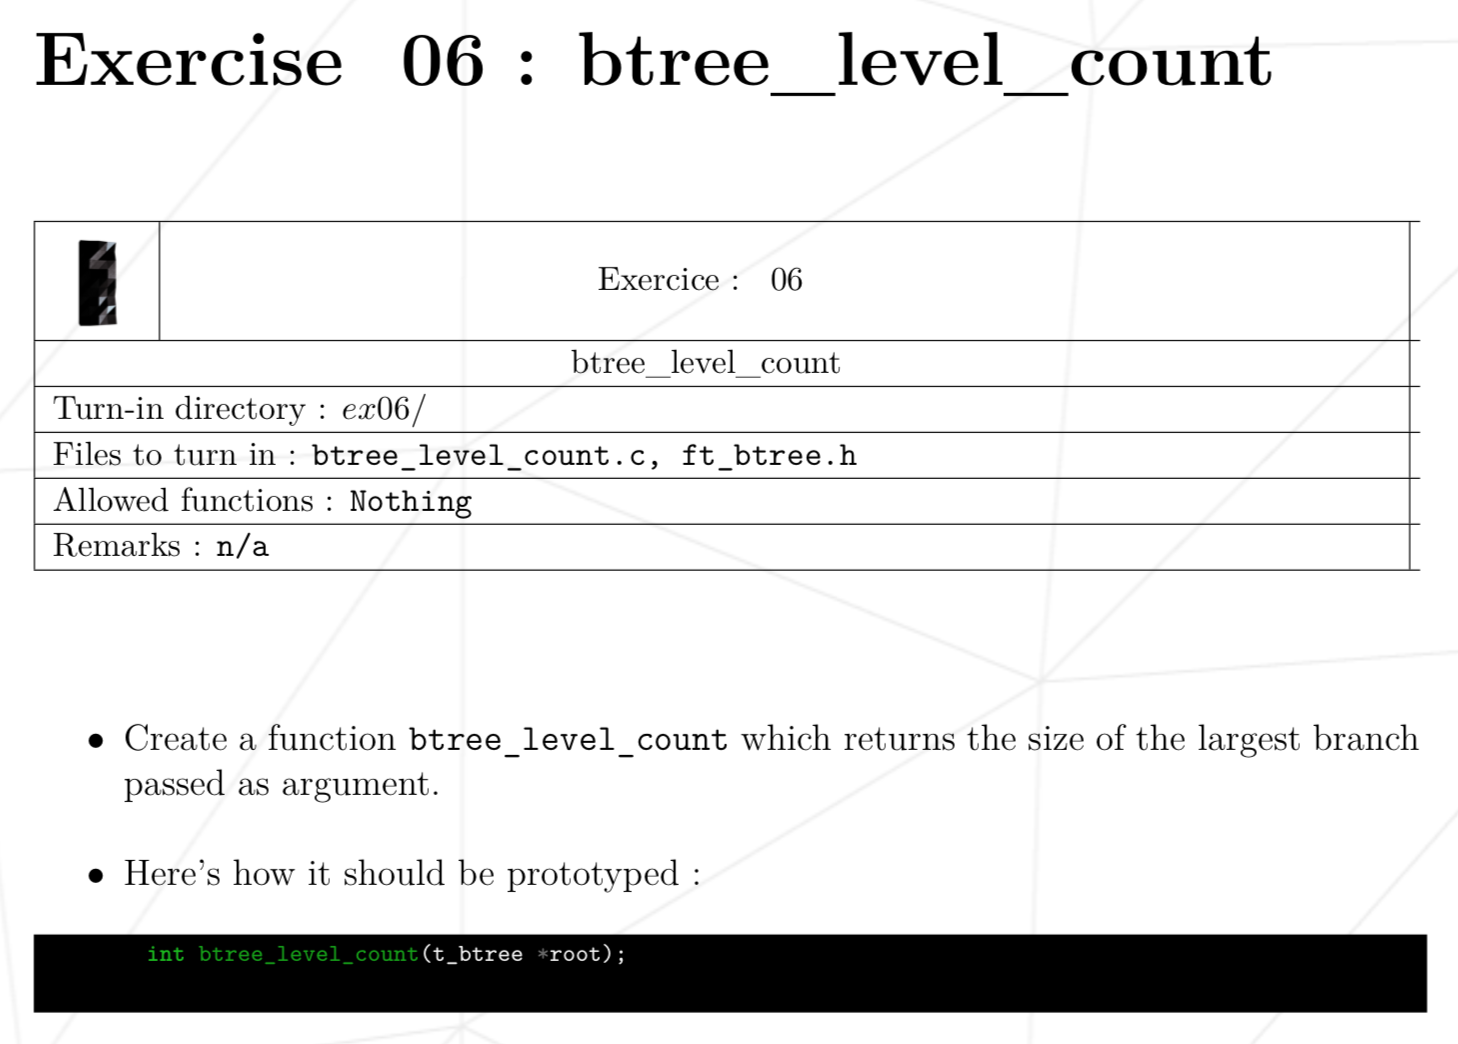 Exercise 06 : btree_level_count
Exercice : 06
btree_level_count
Turn-in directory : ex06/
Files to turn in : btree_level_count.c, ft_btree.h
Allowed functions : Nothing
Remarks : n/a
• Create a function btree_level_count which returns the size of the largest branch
passed as argument.
• Here's how it should be prototyped :
int btree_level_count(t_btree *root);